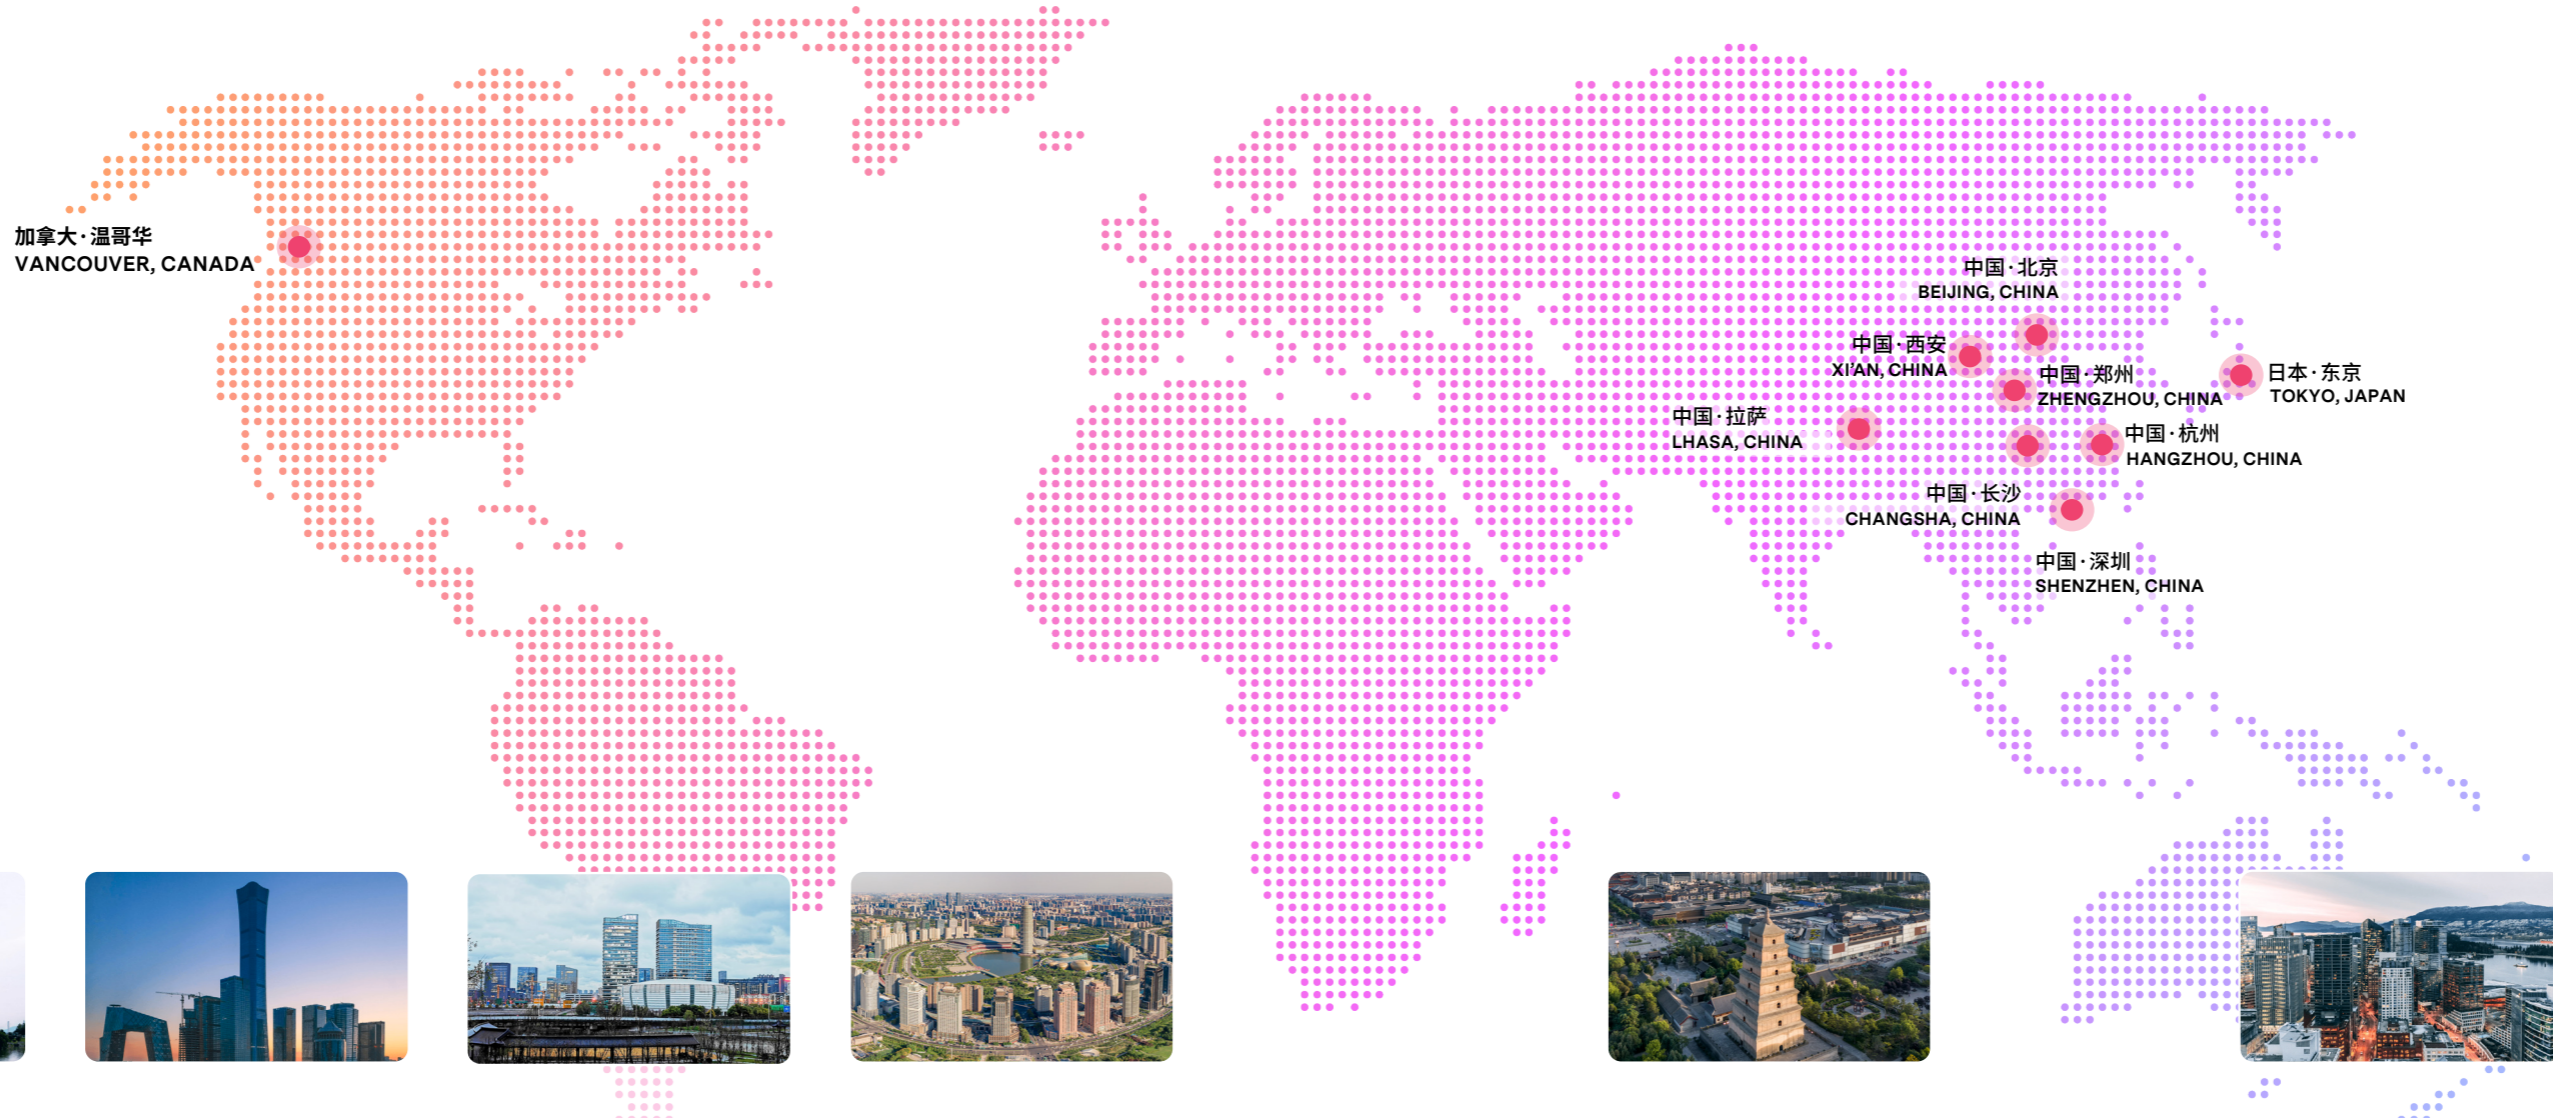 加拿大·温哥华
VANCOUVER, CANADA
中国·北京
BEIJING, CHINA
中国·西安
XI'AN, CHINA
中国·郑州
ZHENGZHOU, CHINA
日本·东京
TOKYO, JAPAN
中国·拉萨
LHASA, CHINA
中国·杭州
HANGZHOU, CHINA
中国·长沙
CHANGSHA, CHINA
中国·深圳
SHENZHEN, CHINA